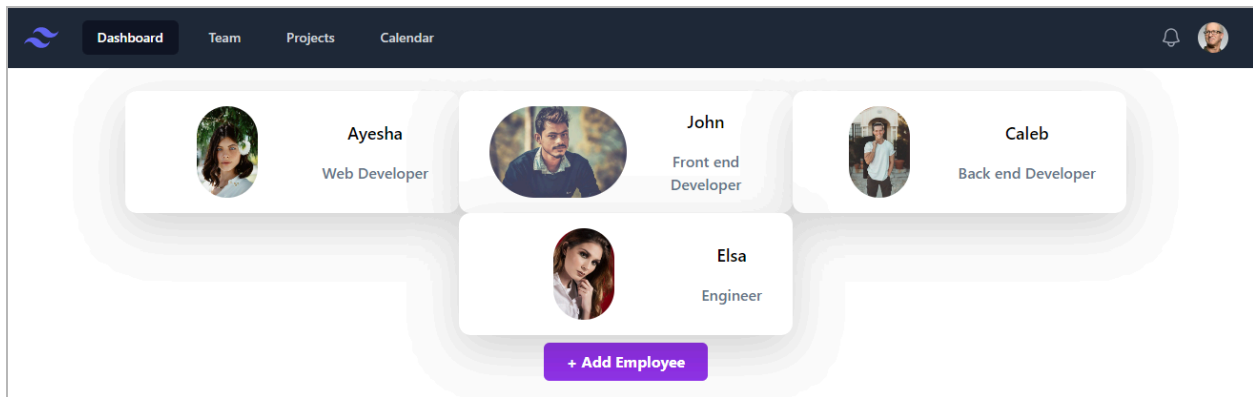 Dashboard Team Projects Calendar
Ayesha
Web Developer
John
Front end
Developer
Caleb
Back end Developer
Elsa
Engineer
+ Add Employee